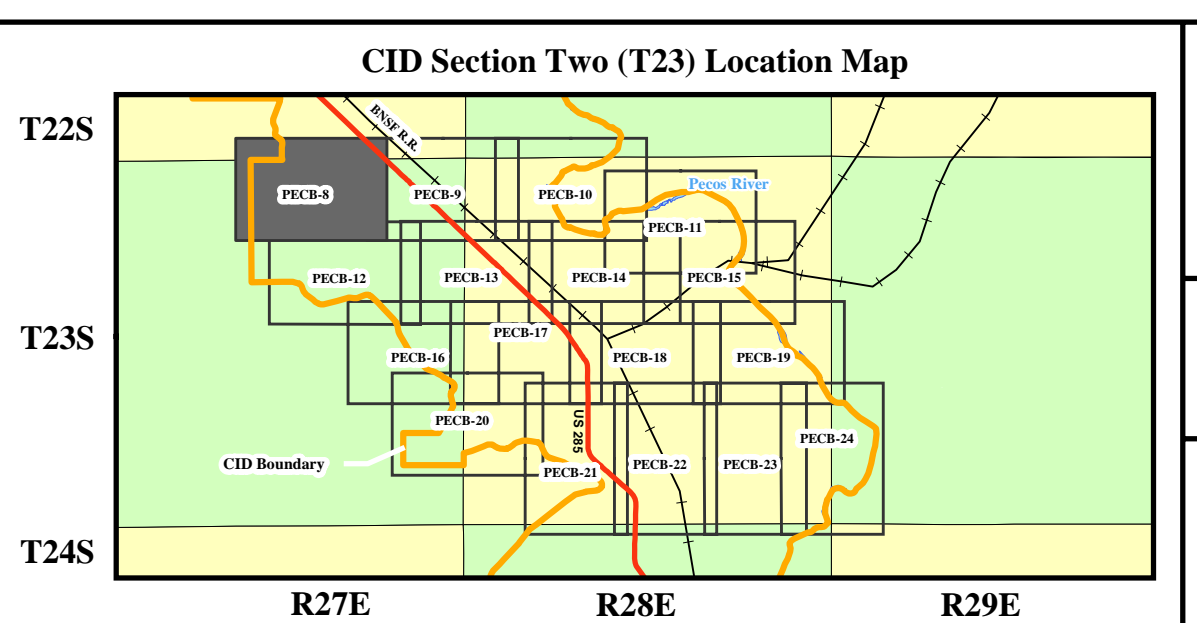 CID Section Two (T23) Location Map
T22S
BNSF R.R.
PECB-8
PECB-9
PECB-10
Pecos River
PECB-11
PECB-12
PECB-13
PECB-14
PECB-15
T23S
PECB-17
PECB-16
PECB-18
PECB-19
US 285
PECB-20
PECB-24
CID Boundary
PECB-21
PECB-22
PECB-23
T24S
R27E
R28E
R29E